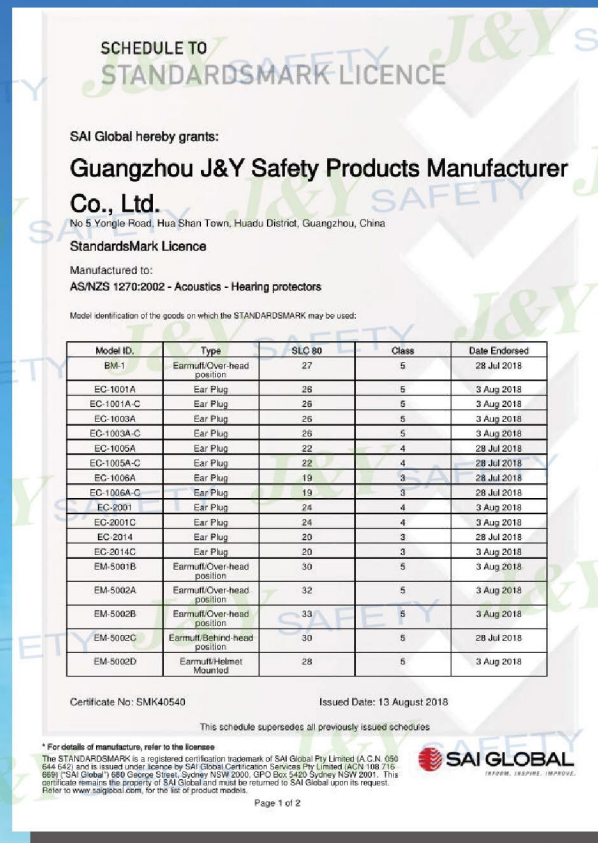 SCHEDULE TO
STANDARDSMARK LICENCE
SAI Global hereby grants:
Guangzhou J&Y Safety Products Manufacturer
Co., Ltd.
No 5 Yongle Road, Hua Shan Town, Huadu District, Guangzhou, China
StandardsMark Licence
Manufactured to:
AS/NZS 1270:2002 - Acoustics - Hearing protectors
Model identification of the goods on which the STANDARDSMARK may be used:
Model ID. Type SLC 80 Class Date Endorsed
BM-1 Earmuff/Over-head position 27 5 28 Jul 2018
EC-1001A Ear Plug 26 5 3 Aug 2018
EC-1001A-C Ear Plug 26 5 3 Aug 2018
EC-1003A Ear Plug 26 5 3 Aug 2018
EC-1003A-C Ear Plug 26 5 3 Aug 2018
EC-1005A Ear Plug 22 4 28 Jul 2018
EC-1005A-C Ear Plug 22 4 28 Jul 2018
EC-1006A Ear Plug 19 3 28 Jul 2018
EC-1006A-C Ear Plug 19 3 28 Jul 2018
EC-2001 Ear Plug 24 4 3 Aug 2018
EC-2001C Ear Plug 24 4 3 Aug 2018
EC-2014 Ear Plug 20 3 28 Jul 2018
EC-2014C Ear Plug 20 3 3 Aug 2018
EM-5001B Earmuff/Over-head position 30 5 3 Aug 2018
EM-5002A Earmuff/Over-head position 32 5 3 Aug 2018
EM-5002B Earmuff/Over-head position 33 5 3 Aug 2018
EM-5002C Earmuff/Behind-head position 30 5 28 Jul 2018
EM-5002D Earmuff/Helmet Mounted 28 5 3 Aug 2018
Certificate No: SMK40540 Issued Date: 13 August 2018
This schedule supersedes all previously issued schedules
* For details of manufacture, refer to the licensee
The STANDARDSMARK is a registered certification trademark of SAI Global Pty Limited (A.C.N. 050
644 642) and is issued under licence by SAI Global Certification Services Pty Limited (ACN 108 716
669) ("SAI Global") 680 George Street, Sydney NSW 2000, GPO Box 5420 Sydney NSW 2001. This
certificate remains the property of SAI Global and must be returned to SAI Global upon its request.
Refer to www.saiglobal.com, for the list of product models.
SAI GLOBAL
INFORM. INSPIRE. IMPROVE.
Page 1 of 2
J&Y SAFETY